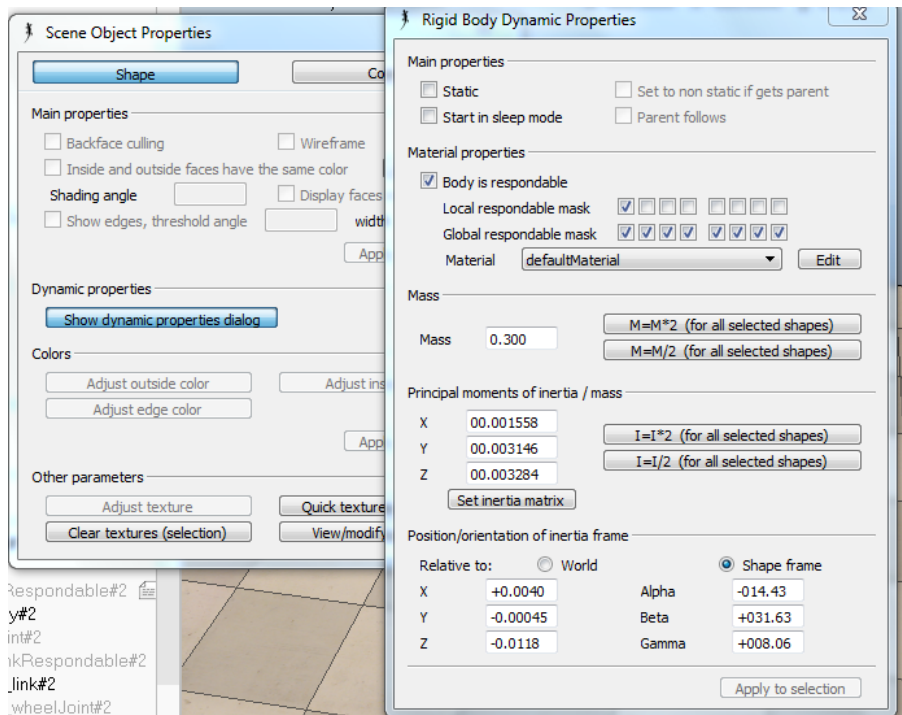 Scene Object Properties
Shape
Co
Main properties
Backface culling
Wireframe
Inside and outside faces have the same color
Shading angle
Display faces
Show edges, threshold angle
width
App
Dynamic properties
Show dynamic properties dialog
Colors
Adjust outside color
Adjust ins
Adjust edge color
App
Other parameters
Adjust texture
Quick texture
Clear textures (selection)
View/modify
Respondable#2
y#2
int#2
nkRespondable#2
_link#2
_wheelJoint#2
Rigid Body Dynamic Properties
Main properties
Static
Set to non static if gets parent
Start in sleep mode
Parent follows
Material properties
Body is respondable
Local respondable mask
Global respondable mask
Material defaultMaterial Edit
Mass
Mass 0.300
M=M*2 (for all selected shapes)
M=M/2 (for all selected shapes)
Principal moments of inertia / mass
X 00.001558
Y 00.003146
Z 00.003284
I=I*2 (for all selected shapes)
I=I/2 (for all selected shapes)
Set inertia matrix
Position/orientation of inertia frame
Relative to: World Shape frame
X +0.0040 Alpha -014.43
Y -0.00045 Beta +031.63
Z -0.0118 Gamma +008.06
Apply to selection